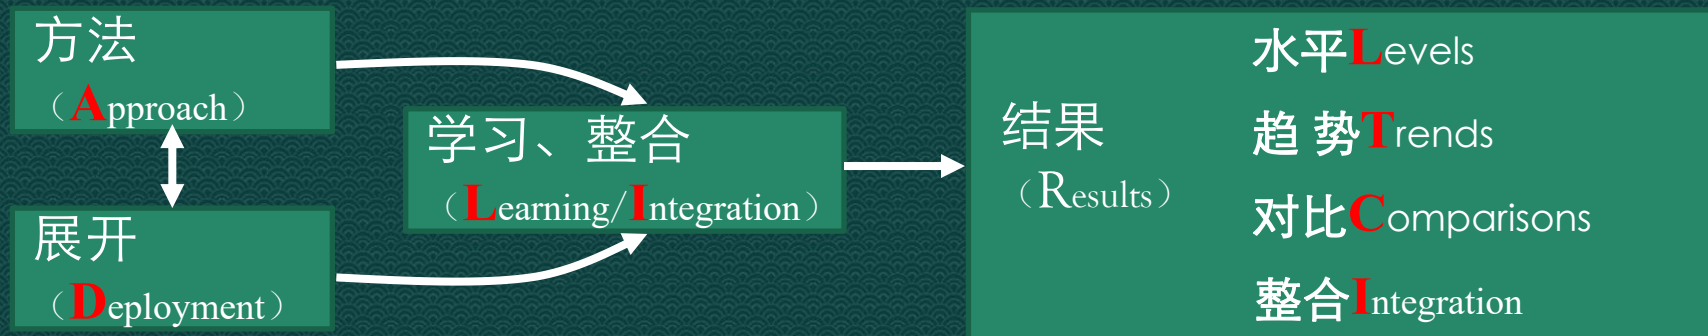 方法
（Approach）
展开
（Deployment）
学习、整合
（Learning/Integration）
结果
（Results）
水平Levels
趋 势Trends
对比Comparisons
整合Integration